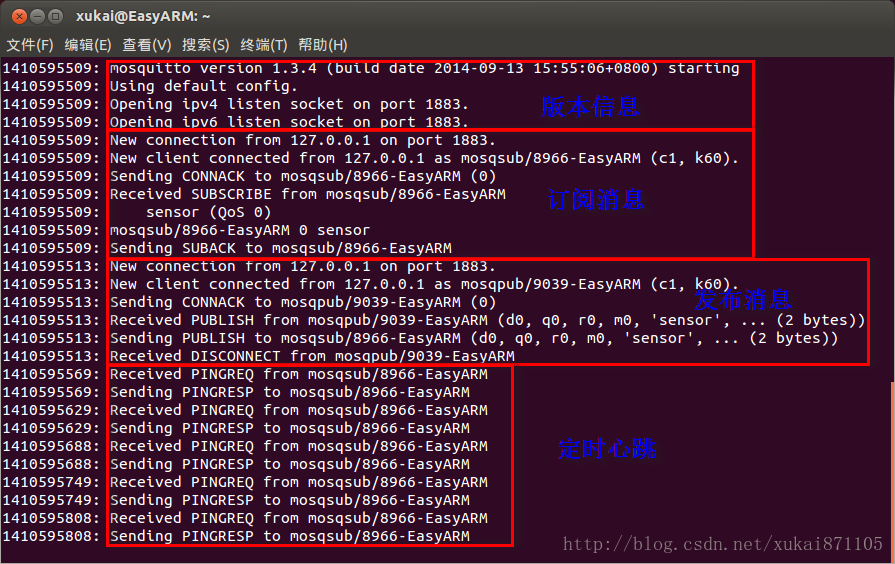 xukai@EasyARM: ~
文件(F) 编辑(E) 查看(V) 搜索(S) 终端(T) 帮助(H)
1410595509: mosquitto version 1.3.4 (build date 2014-09-13 15:55:06+0800) starting
1410595509: Using default config.
1410595509: Opening ipv4 listen socket on port 1883.
版本信息
1410595509: Opening ipv6 listen socket on port 1883.
1410595509: New connection from 127.0.0.1 on port 1883.
1410595509: New client connected from 127.0.0.1 as mosqsub/8966-EasyARM (c1, k60).
1410595509: Sending CONNACK to mosqsub/8966-EasyARM (0)
1410595509: Received SUBSCRIBE from mosqsub/8966-EasyARM
订阅消息
1410595509: sensor (QoS 0)
1410595509: mosqsub/8966-EasyARM 0 sensor
1410595509: Sending SUBACK to mosqsub/8966-EasyARM
1410595513: New connection from 127.0.0.1 on port 1883.
1410595513: New client connected from 127.0.0.1 as mosqpub/9039-EasyARM (c1, k60).
发布消息
1410595513: Sending CONNACK to mosqpub/9039-EasyARM (0)
1410595513: Received PUBLISH from mosqpub/9039-EasyARM (d0, q0, r0, m0, 'sensor', ... (2 bytes))
1410595513: Sending PUBLISH to mosqsub/8966-EasyARM (d0, q0, r0, m0, 'sensor', ... (2 bytes))
1410595513: Received DISCONNECT from mosqpub/9039-EasyARM
1410595569: Received PINGREQ from mosqsub/8966-EasyARM
1410595569: Sending PINGRESP to mosqsub/8966-EasyARM
1410595629: Received PINGREQ from mosqsub/8966-EasyARM
1410595629: Sending PINGRESP to mosqsub/8966-EasyARM
1410595688: Received PINGREQ from mosqsub/8966-EasyARM
定时心跳
1410595688: Sending PINGRESP to mosqsub/8966-EasyARM
1410595749: Received PINGREQ from mosqsub/8966-EasyARM
1410595749: Sending PINGRESP to mosqsub/8966-EasyARM
1410595808: Received PINGREQ from mosqsub/8966-EasyARM
1410595808: Sending PINGRESP to mosqsub/8966-EasyARM
http://blog.csdn.net/xukai871105